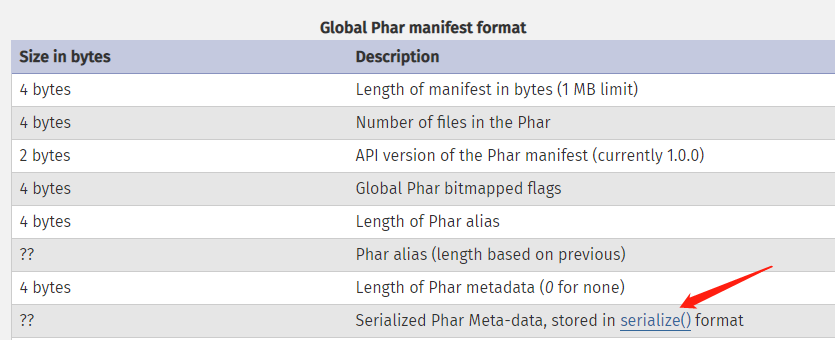 Global Phar manifest format
Size in bytes Description
4 bytes Length of manifest in bytes (1 MB limit)
4 bytes Number of files in the Phar
2 bytes API version of the Phar manifest (currently 1.0.0)
4 bytes Global Phar bitmapped flags
4 bytes Length of Phar alias
?? Phar alias (length based on previous)
4 bytes Length of Phar metadata (0 for none)
?? Serialized Phar Meta-data, stored in serialize() format